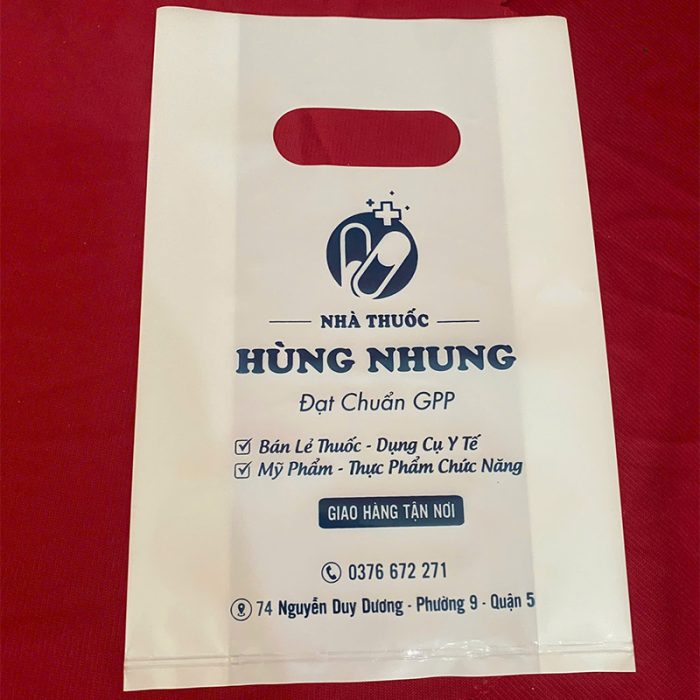 NHÀ THUỐC
HÙNG NHUNG
Đạt Chuẩn GPP
Bán Lẻ Thuốc - Dụng Cụ Y Tế
Mỹ Phẩm - Thực Phẩm Chức Năng
GIAO HÀNG TẬN NƠI
0376 672 271
74 Nguyễn Duy Dương - Phường 9 - Quận 5